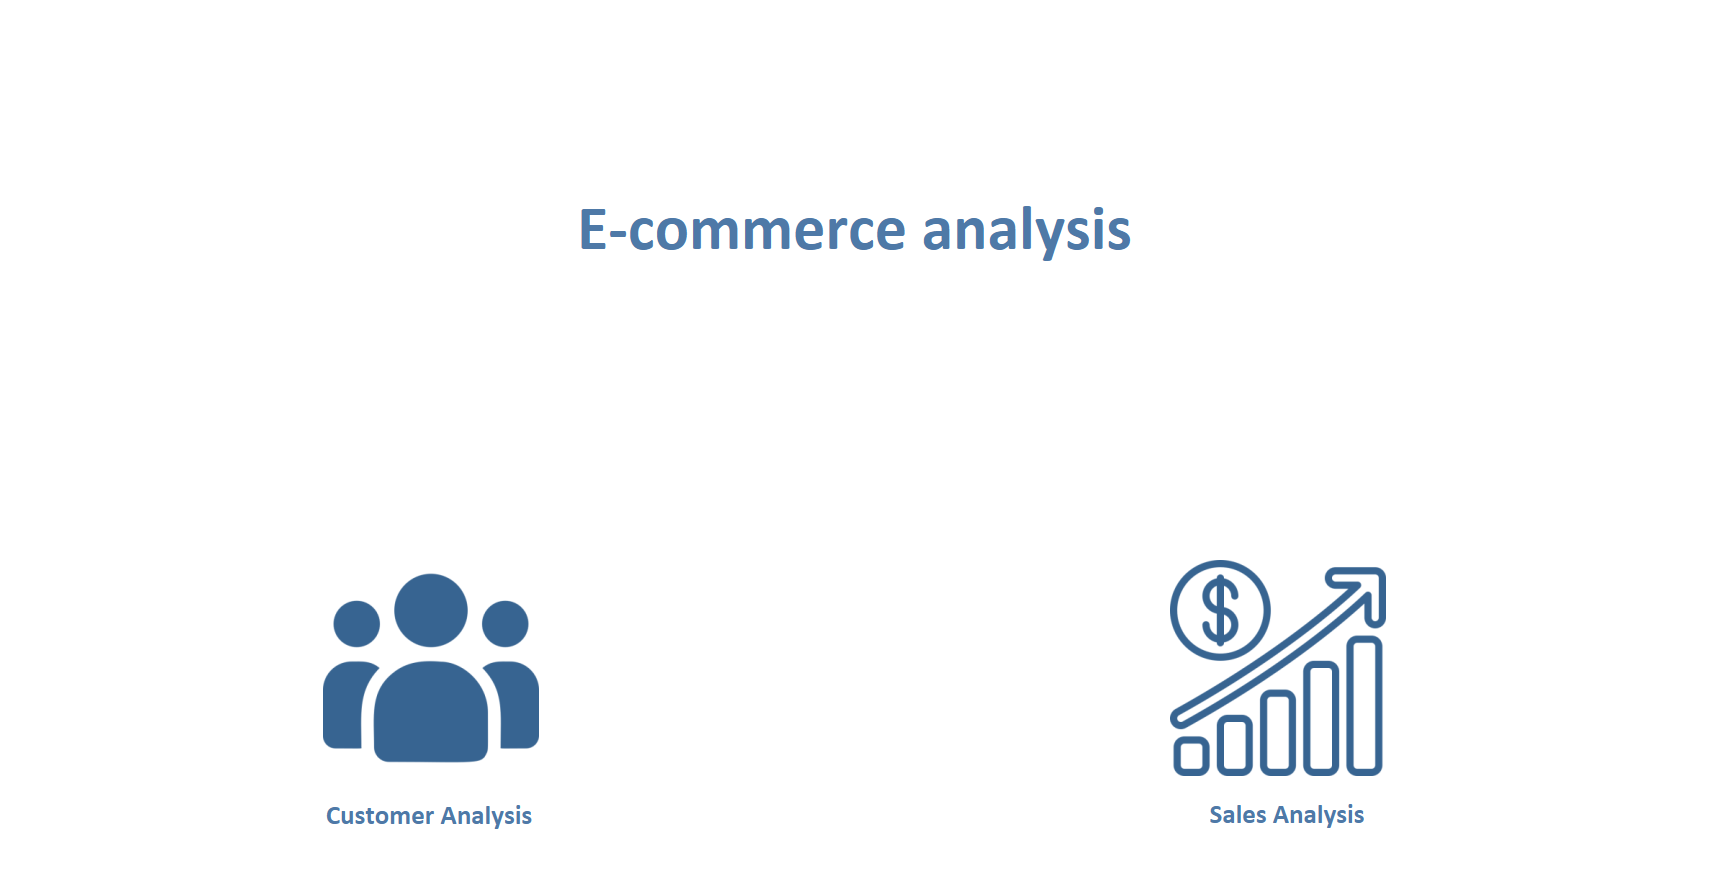 E-commerce analysis
$
Customer Analysis
Sales Analysis